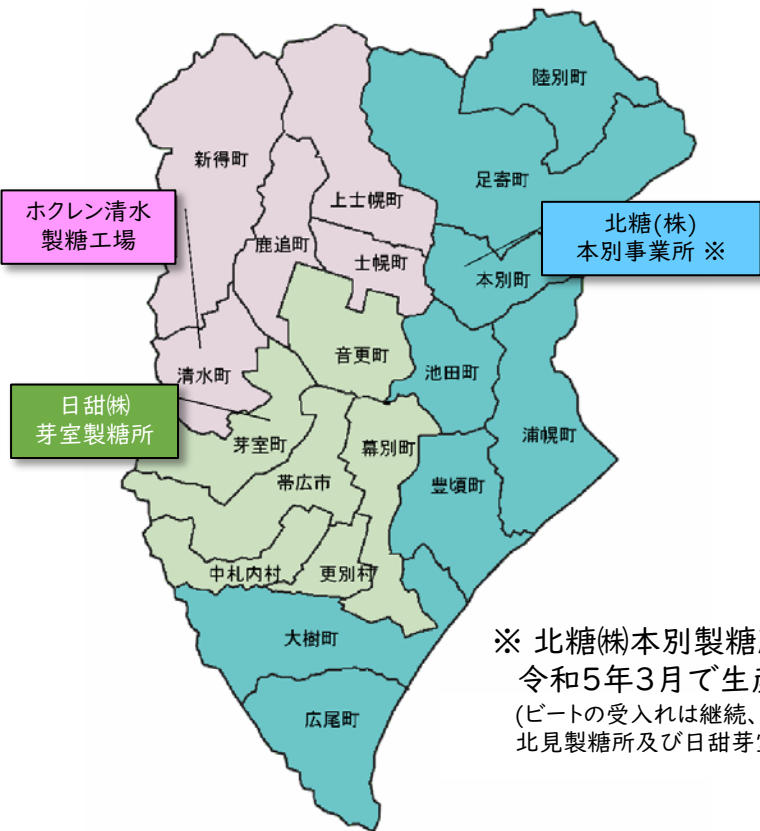 陸別町
新得町
足寄町
上士幌町
ホクレン清水
製糖工場
北糖(株)
本別事業所 ※
鹿追町
士幌町
本別町
音更町
清水町
池田町
日甜㈱
芽室製糖所
芽室町
幕別町
浦幌町
帯広市
豊頃町
中札内村
更別村
大樹町
※ 北糖㈱本別製糖
令和5年3月で生産
(ビートの受入れは継続、
北見製糖所及び日甜芽室
広尾町